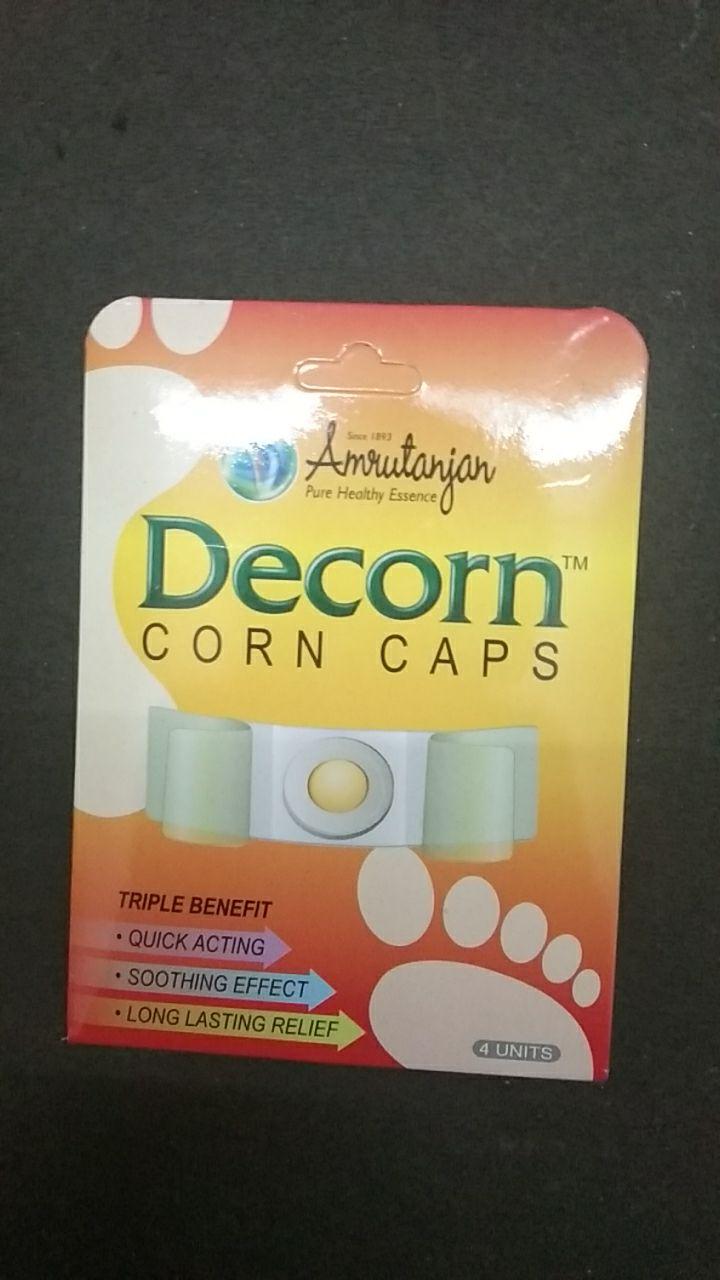 Since 1893
Amrutanjan
Pure Healthy Essence
Decorn™
CORN CAPS
TRIPLE BENEFIT
• QUICK ACTING
• SOOTHING EFFECT
• LONG LASTING RELIEF
4 UNITS